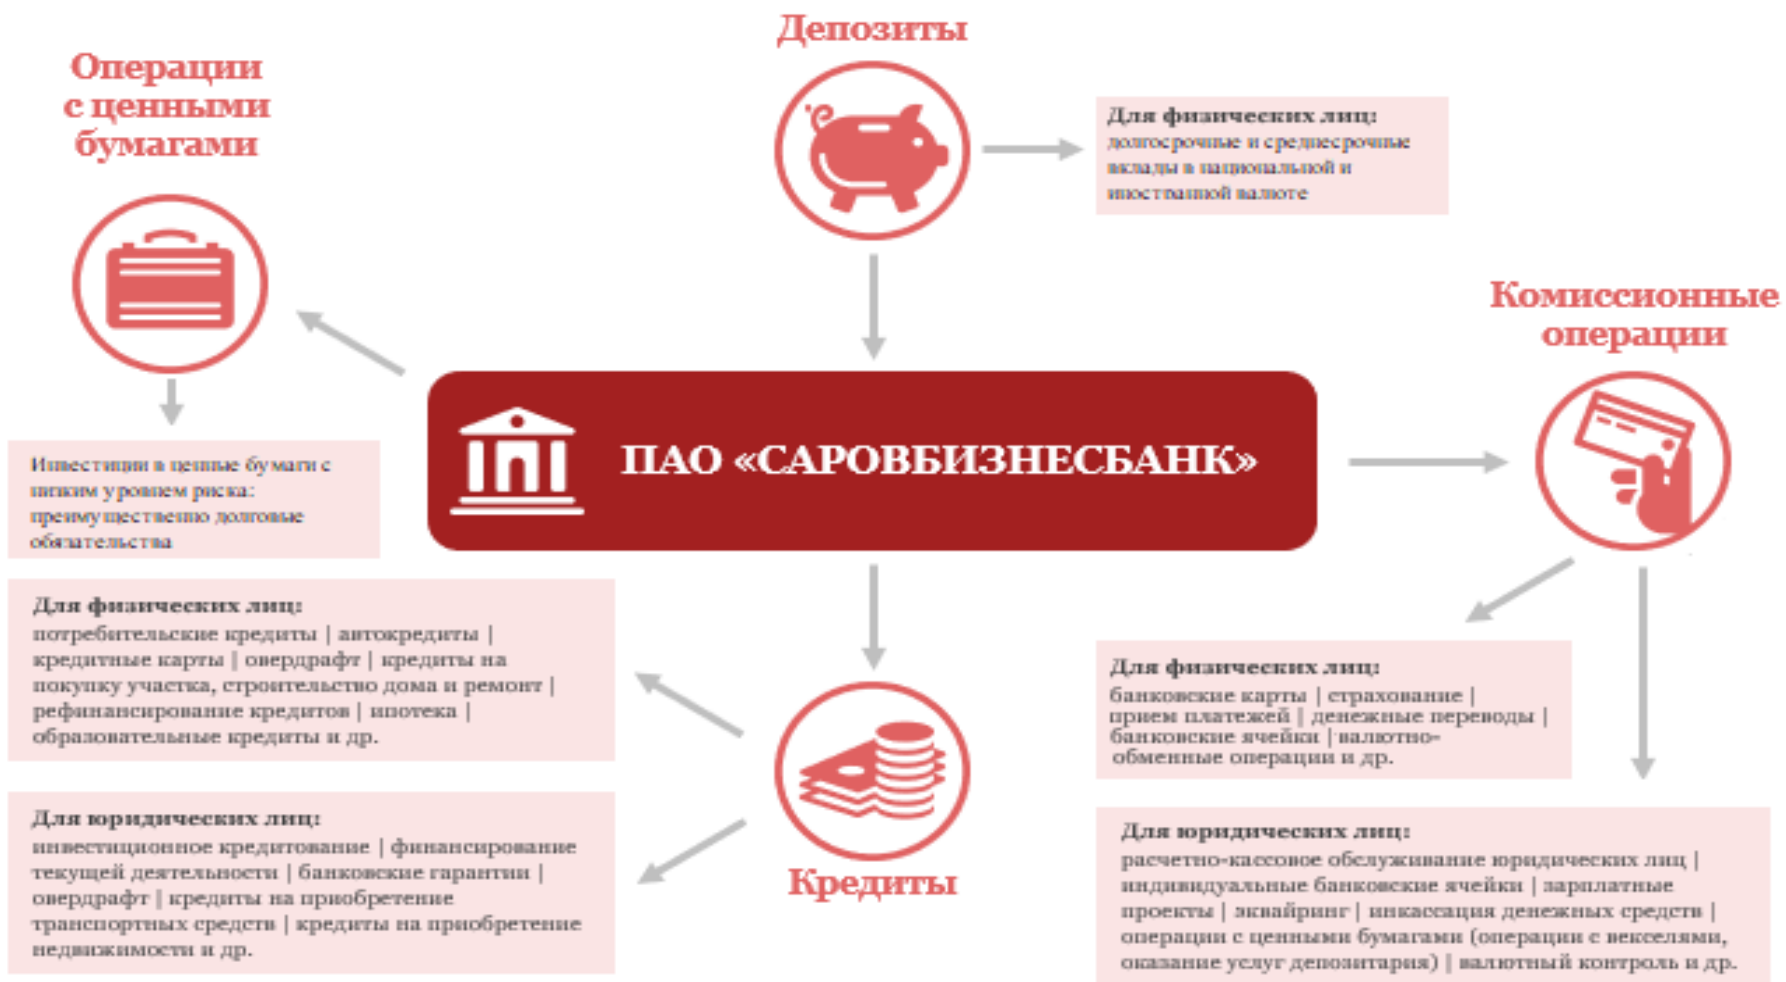 Депозиты
Операции
с ценными
бумагами
Для физических лиц:
долгосрочные и среднесрочные
вклады в национальной и
иностранной валюте
Комиссионные
операции
ПАО «САРОВБИЗНЕСБАНК»
Инвестиции в ценные бумаги с
низким уровнем риска:
преимущественно долговые
обязательства
Для физических лиц:
потребительские кредиты | автокредиты |
кредитные карты | овердрафт | кредиты на
покупку участка, строительство дома и ремонт |
рефинансирование кредитов | ипотека |
образовательные кредиты и др.
Для юридических лиц:
инвестиционное кредитование | финансирование
текущей деятельности | банковские гарантии |
овердрафт | кредиты на приобретение
транспортных средств | кредиты на приобретение
недвижимости и др.
Кредиты
Для физических лиц:
банковские карты | страхование |
прием платежей | денежные переводы |
банковские ячейки | валютно-
обменные операции и др.
Для юридических лиц:
расчетно-кассовое обслуживание юридических лиц |
индивидуальные банковские ячейки | зарплатные
проекты | эквайринг | инкассация денежных средств |
операции с ценными бумагами (операции с векселями,
оказание услуг депозитария) | валютный контроль и др.